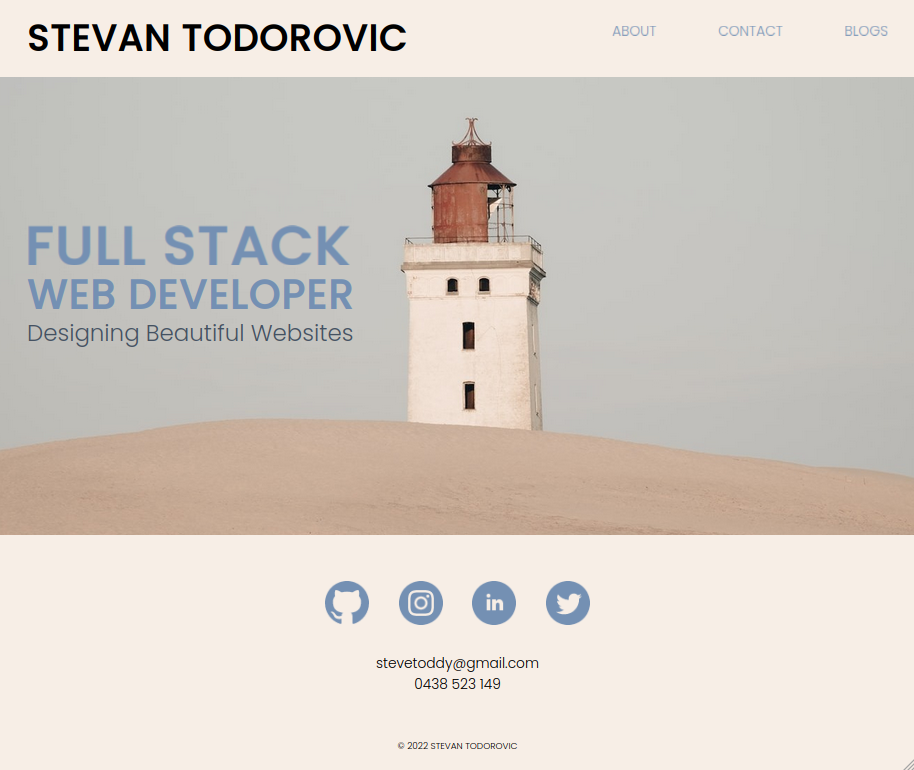 STEVAN TODOROVIC
ABOUT CONTACT BLOGS
FULL STACK
WEB DEVELOPER
Designing Beautiful Websites
in
stevetoddy@gmail.com
0438 523 149
© 2022 STEVAN TODOROVIC